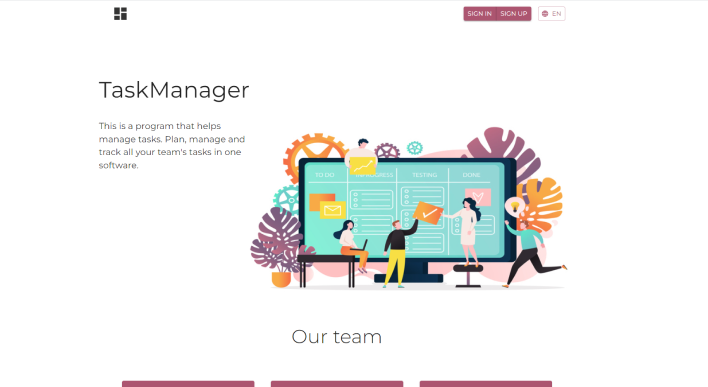 SIGN IN SIGN UP EN
TaskManager
This is a program that helps
manage tasks. Plan, manage and
track all your team's tasks in one
software.
TO DO TESTING DONE
Our team